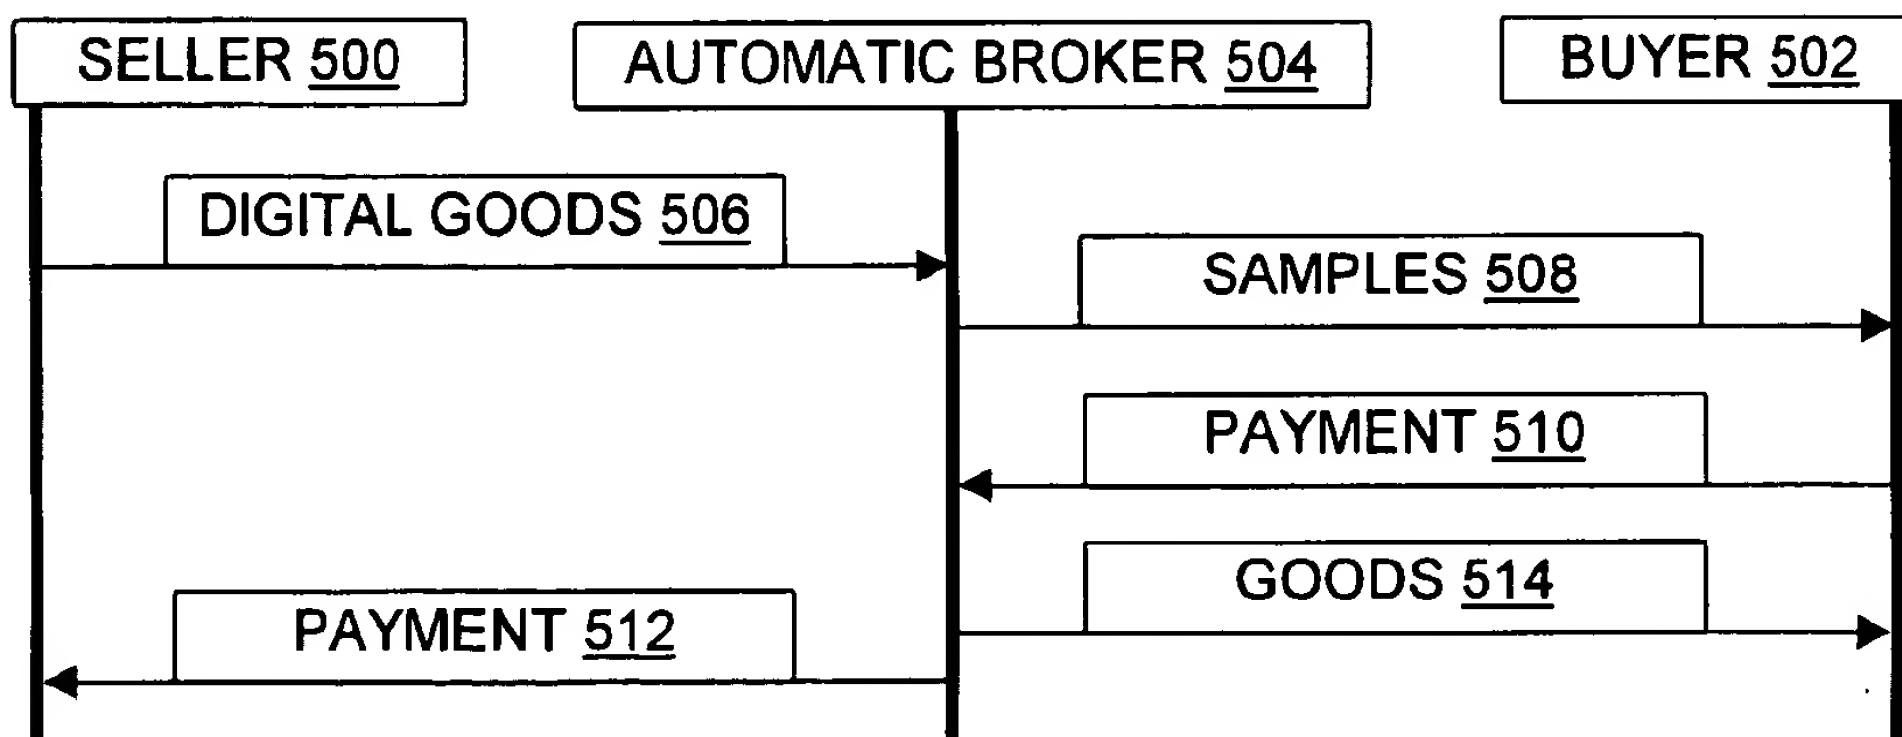 SELLER 500
AUTOMATIC BROKER 504
BUYER 502
DIGITAL GOODS 506
SAMPLES 508
PAYMENT 510
GOODS 514
PAYMENT 512